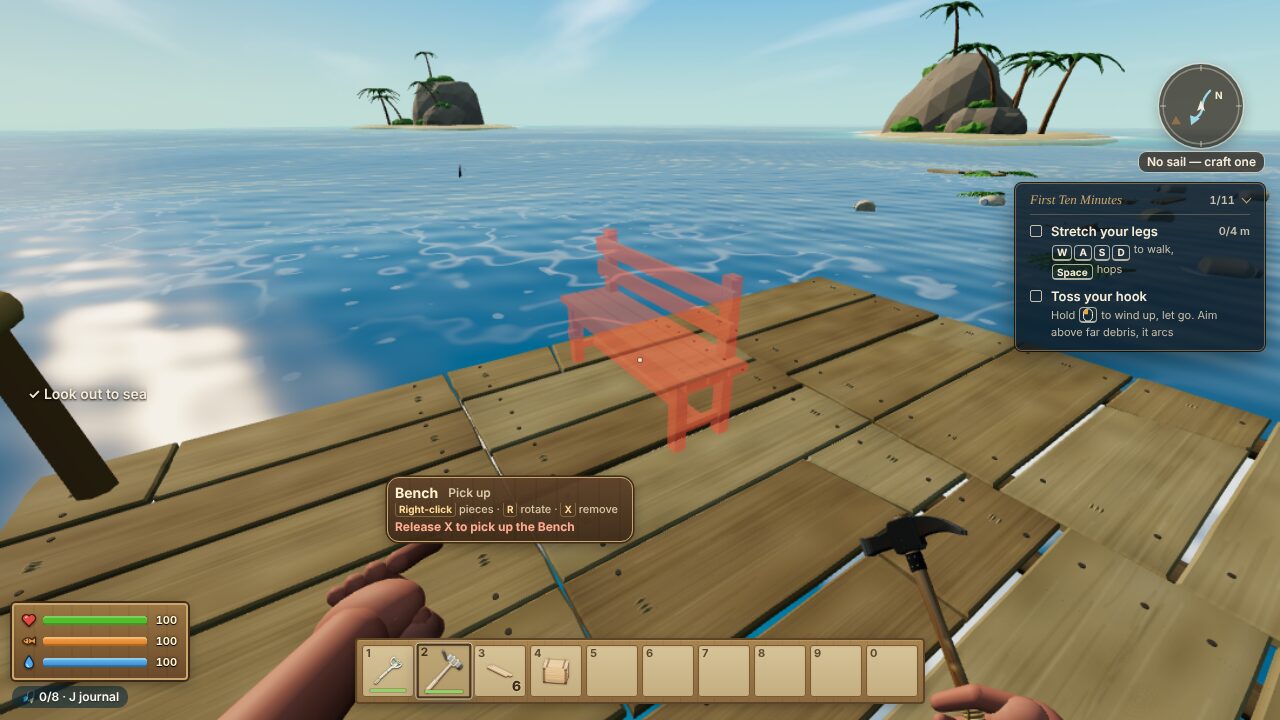 N
No sail — craft one
First Ten Minutes 1/11
Stretch your legs 0/4 m
W A S D to walk,
Space hops
Toss your hook
Hold to wind up, let go. Aim
above far debris, it arcs
✓ Look out to sea
Bench Pick up
Right-click pieces · R rotate · X remove
Release X to pick up the Bench
100
100
100
0/8 · J journal
1 2 3 4 5 6 7 8 9 0
6